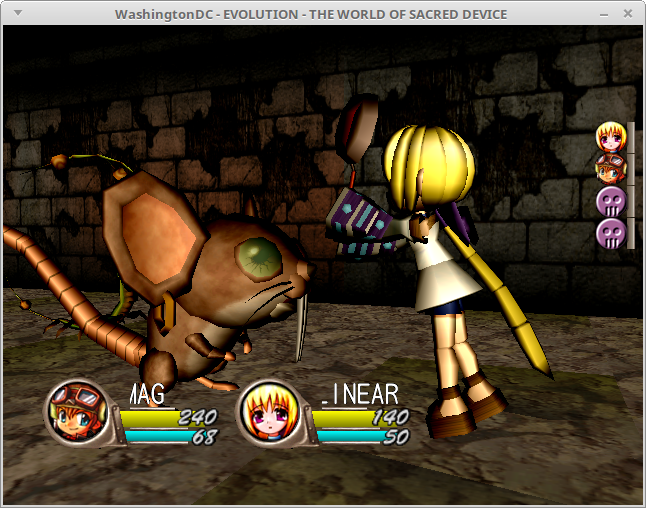 WashingtonDC - EVOLUTION - THE WORLD OF SACRED DEVICE
MAG
LINEAR
240
140
68
50